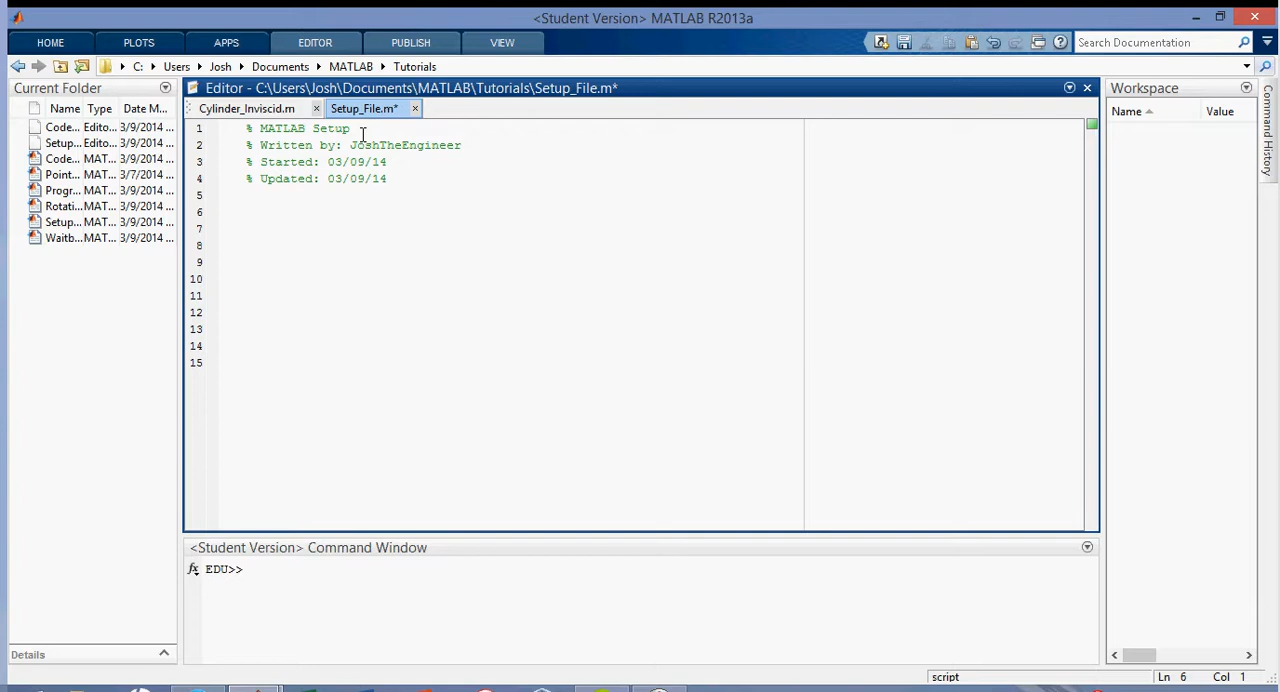 <Student Version> MATLAB R2013a
HOME PLOTS APPS EDITOR PUBLISH VIEW Search Documentation
C: Users Josh Documents MATLAB Tutorials
Current Folder
Name Type Date M...
Code... Edito... 3/9/2014 ...
Setup... Edito... 3/9/2014 ...
Code... MAT... 3/9/2014 ...
Point... MAT... 3/7/2014 ...
Progr... MAT... 3/9/2014 ...
Rotati... MAT... 3/9/2014 ...
Setup... MAT... 3/9/2014 ...
Waitb... MAT... 3/9/2014 ...
Details
Editor - C:\Users\Josh\Documents\MATLAB\Tutorials\Setup_File.m*
Cylinder_Inviscid.m Setup_File.m*
1 % MATLAB Setup
2 % Written by: JoshTheEngineer
3 % Started: 03/09/14
4 % Updated: 03/09/14
5
6
7
8
9
10
11
12
13
14
15
<Student Version> Command Window
fx EDU>>
Workspace
Name Value
Command History
script Ln 6 Col 1